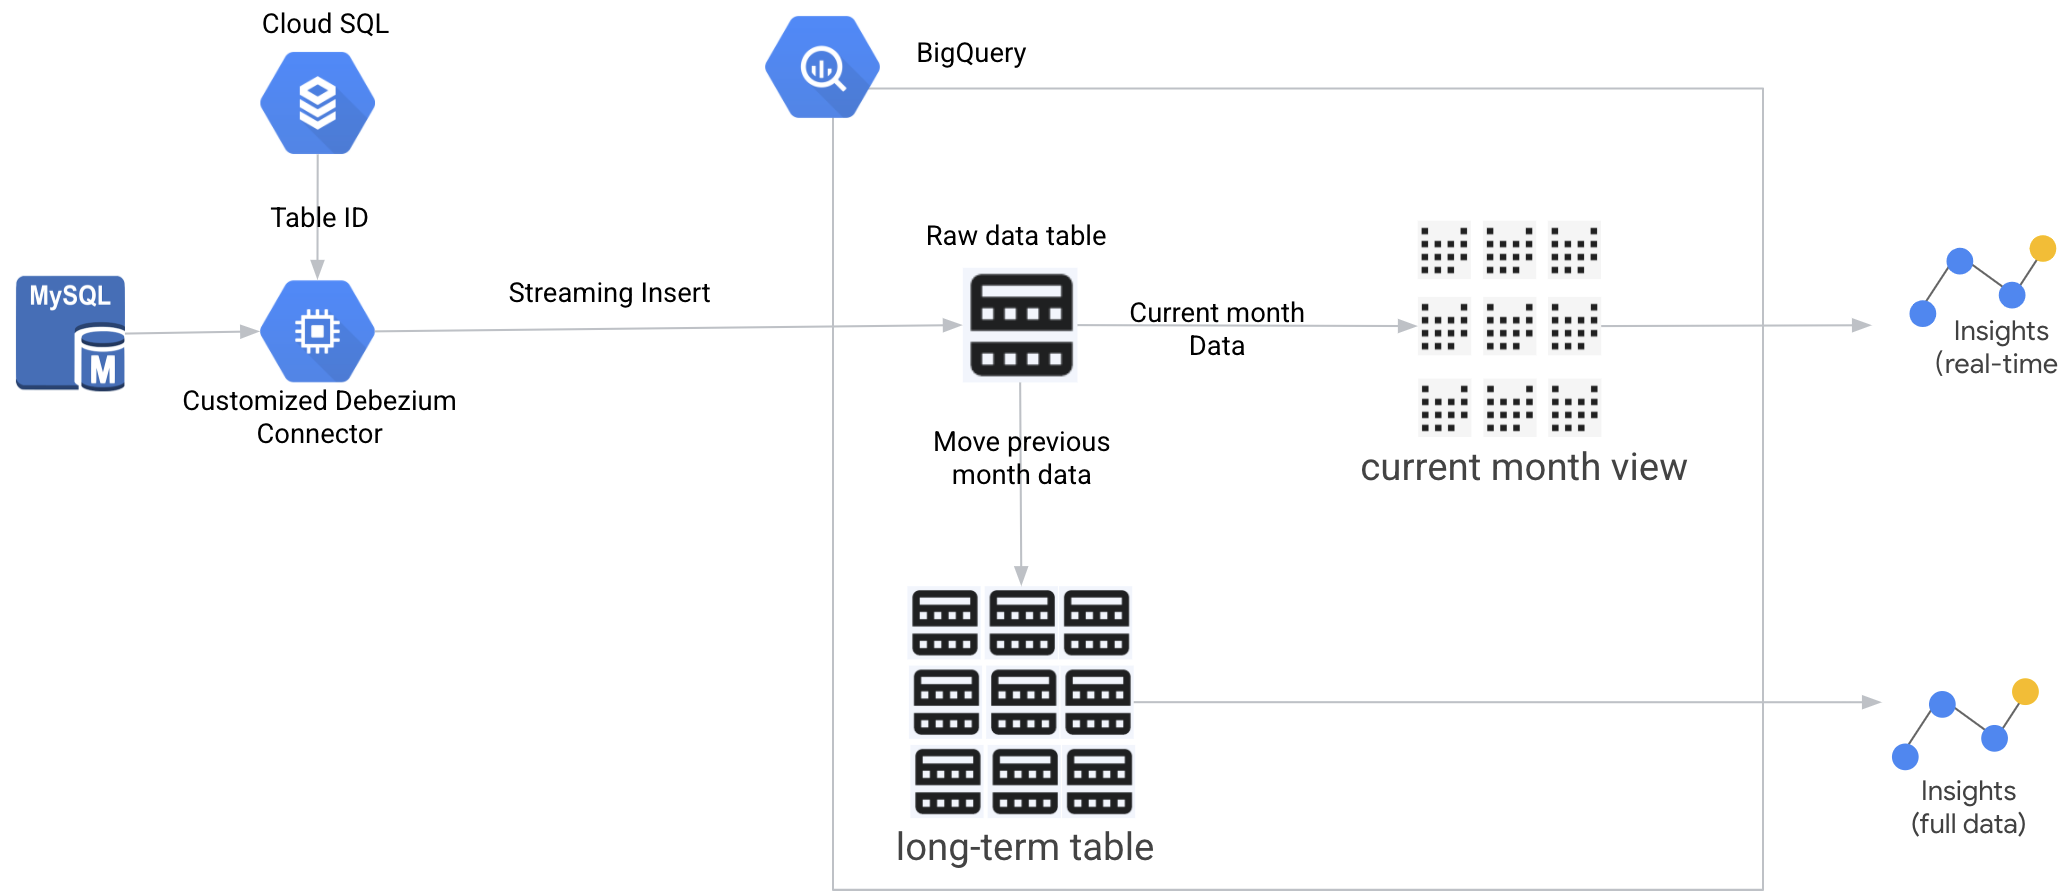 Cloud SQL
BigQuery
Table ID
Raw data table
MySQL
M
Streaming Insert
Current month
Data
Insights
(real-time
Customized Debezium
Connector
Move previous
month data
current month view
Insights
(full data)
long-term table